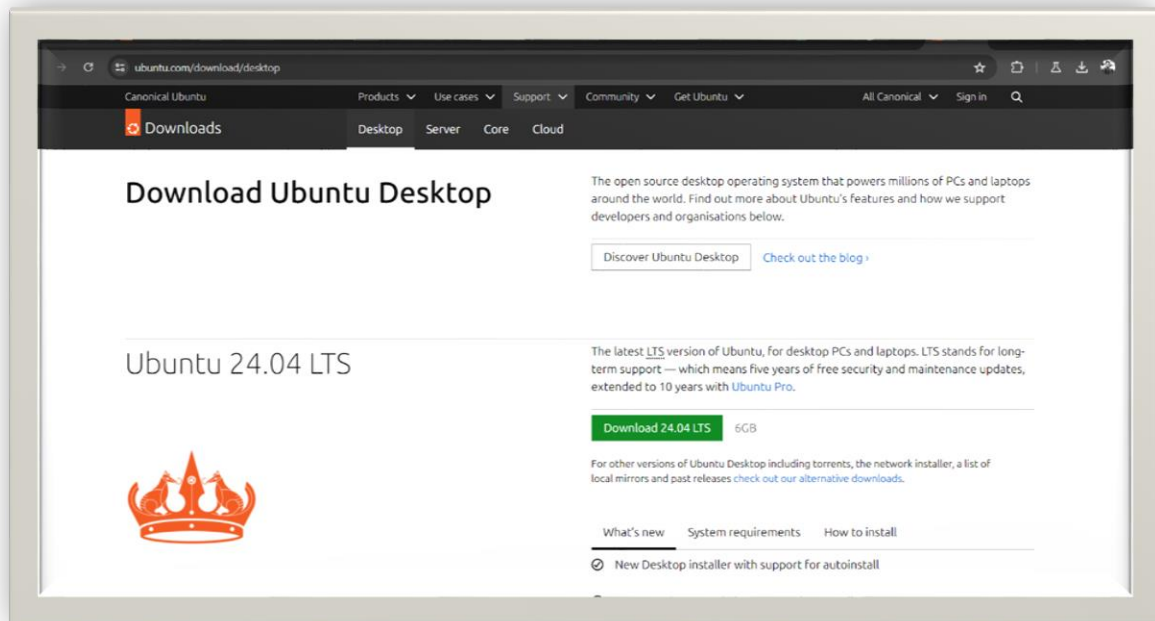 ubuntu.com/download/desktop
Canonical Ubuntu Products Use cases Support Community Get Ubuntu All Canonical Sign in
Downloads Desktop Server Core Cloud
Download Ubuntu Desktop
The open source desktop operating system that powers millions of PCs and laptops
around the world. Find out more about Ubuntu's features and how we support
developers and organisations below.
Discover Ubuntu Desktop Check out the blog ›
Ubuntu 24.04 LTS
The latest LTS version of Ubuntu, for desktop PCs and laptops. LTS stands for long-
term support — which means five years of free security and maintenance updates,
extended to 10 years with Ubuntu Pro.
Download 24.04 LTS 6GB
For other versions of Ubuntu Desktop including torrents, the network installer, a list of
local mirrors and past releases check out our alternative downloads.
What's new System requirements How to install
New Desktop installer with support for autoinstall